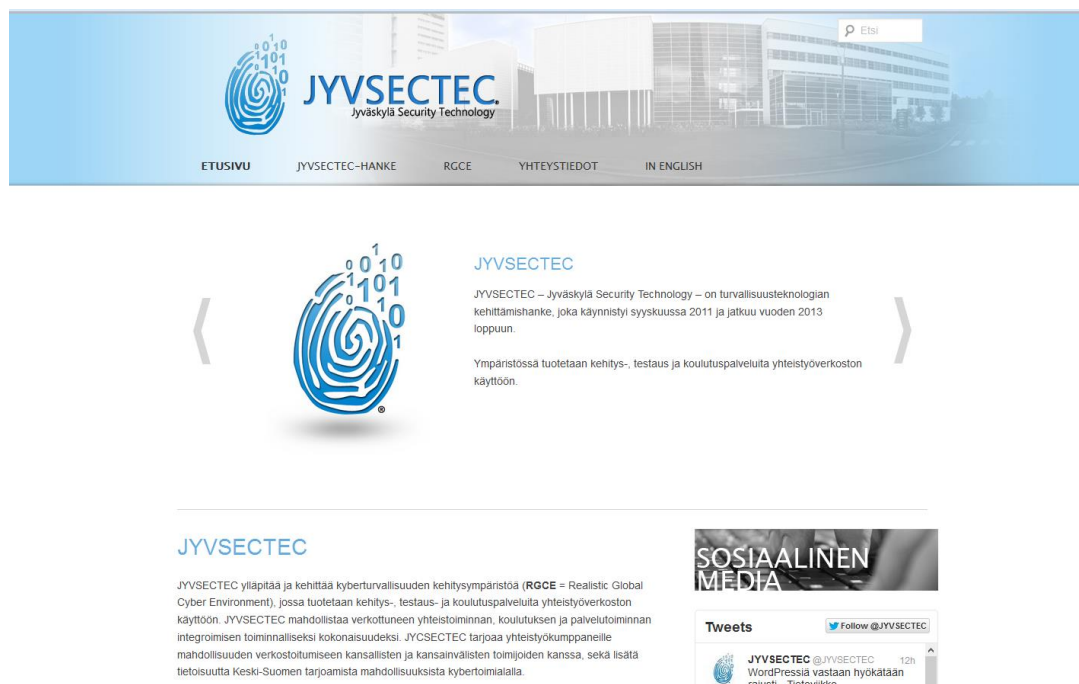 Etsi
JYVSECTEC®
Jyväskylä Security Technology
ETUSIVU JYVSECTEC-HANKE RGCE YHTEYSTIEDOT IN ENGLISH
JYVSECTEC
JYVSECTEC – Jyväskylä Security Technology – on turvallisuusteknologian
kehittämishanke, joka käynnistyi syyskuussa 2011 ja jatkuu vuoden 2013
loppuun.
Ympäristössä tuotetaan kehitys-, testaus ja koulutuspalveluita yhteistyöverkoston
käyttöön.
JYVSECTEC
JYVSECTEC ylläpitää ja kehittää kyberturvallisuuden kehitysympäristöä (RGCE = Realistic Global
Cyber Environment), jossa tuotetaan kehitys-, testaus- ja koulutuspalveluita yhteistyöverkoston
käyttöön. JYVSECTEC mahdollistaa verkottuneen yhteistoiminnan, koulutuksen ja palvelutoiminnan
integroimisen toiminnalliseksi kokonaisuudeksi. JYCSECTEC tarjoaa yhteistyökumppaneille
mahdollisuuden verkostoitumiseen kansallisten ja kansainvälisten toimijoiden kanssa, sekä lisätä
tietoisuutta Keski-Suomen tarjoamista mahdollisuuksista kybertoimialalla.
SOSIAALINEN
MEDIA
Tweets Follow @JYVSECTEC
JYVSECTEC @JYVSECTEC 12h
WordPressiä vastaan hyökätään
rajusti - Tietoviikko